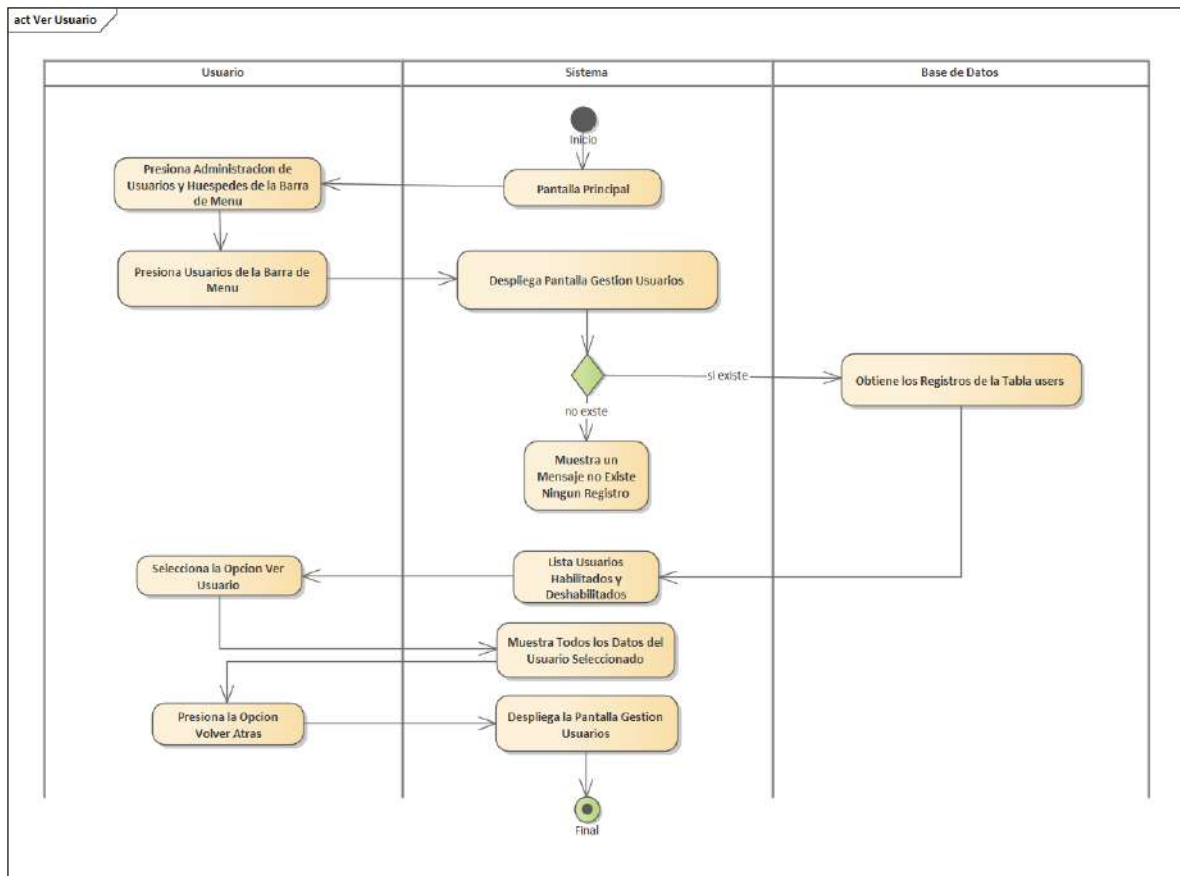 act Ver Usuario
Usuario
Sistema
Base de Datos
Inicio
Presiona Administracion de
Usuarios y Huespedes de la Barra
de Menu
Pantalla Principal
Presiona Usuarios de la Barra de
Menu
Despliega Pantalla Gestion Usuarios
si existe
Obtiene los Registros de la Tabla users
no exste
Muestra un
Mensaje no Existe
Ningun Registro
Selecciona la Opcion Ver
Usuario
Lista Usuarios
Habilitados y
Deshabilitados
Muestra Todos los Datos del
Usuario Seleccionado
Presiona la Opcion
Volver Atras
Despliega la Pantalla Gestion
Usuarios
Final